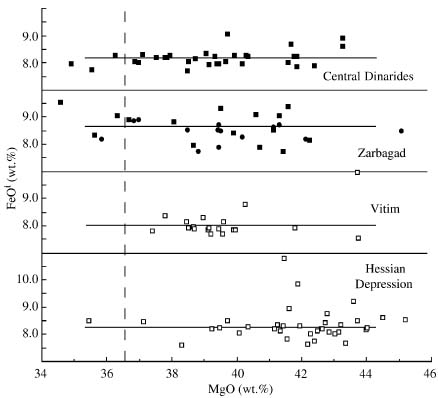 9.0
8.0
Central Dinarides
9.0
8.0
Zarbagad
9.0
8.0
Vitim
Hessian
Depression
10.0
9.0
8.0
FeOᵗ (wt.%)
34 36 38 40 42 44 46
MgO (wt.%)